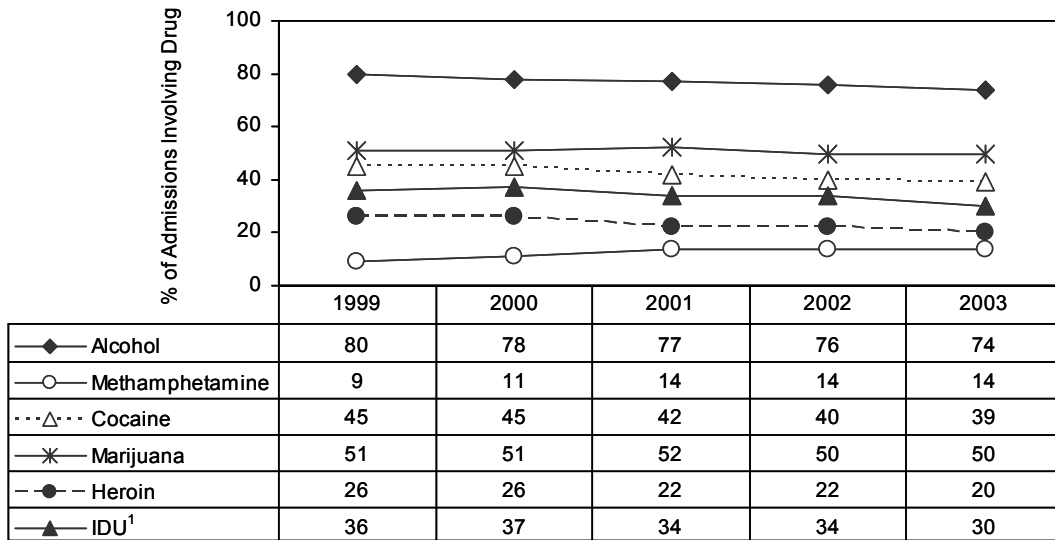 % of Admissions Involving Drug
100
80
60
40
20
0
1999 2000 2001 2002 2003
Alcohol 80 78 77 76 74
Methamphetamine 9 11 14 14 14
Cocaine 45 45 42 40 39
Marijuana 51 51 52 50 50
Heroin 26 26 22 22 20
IDU¹ 36 37 34 34 30